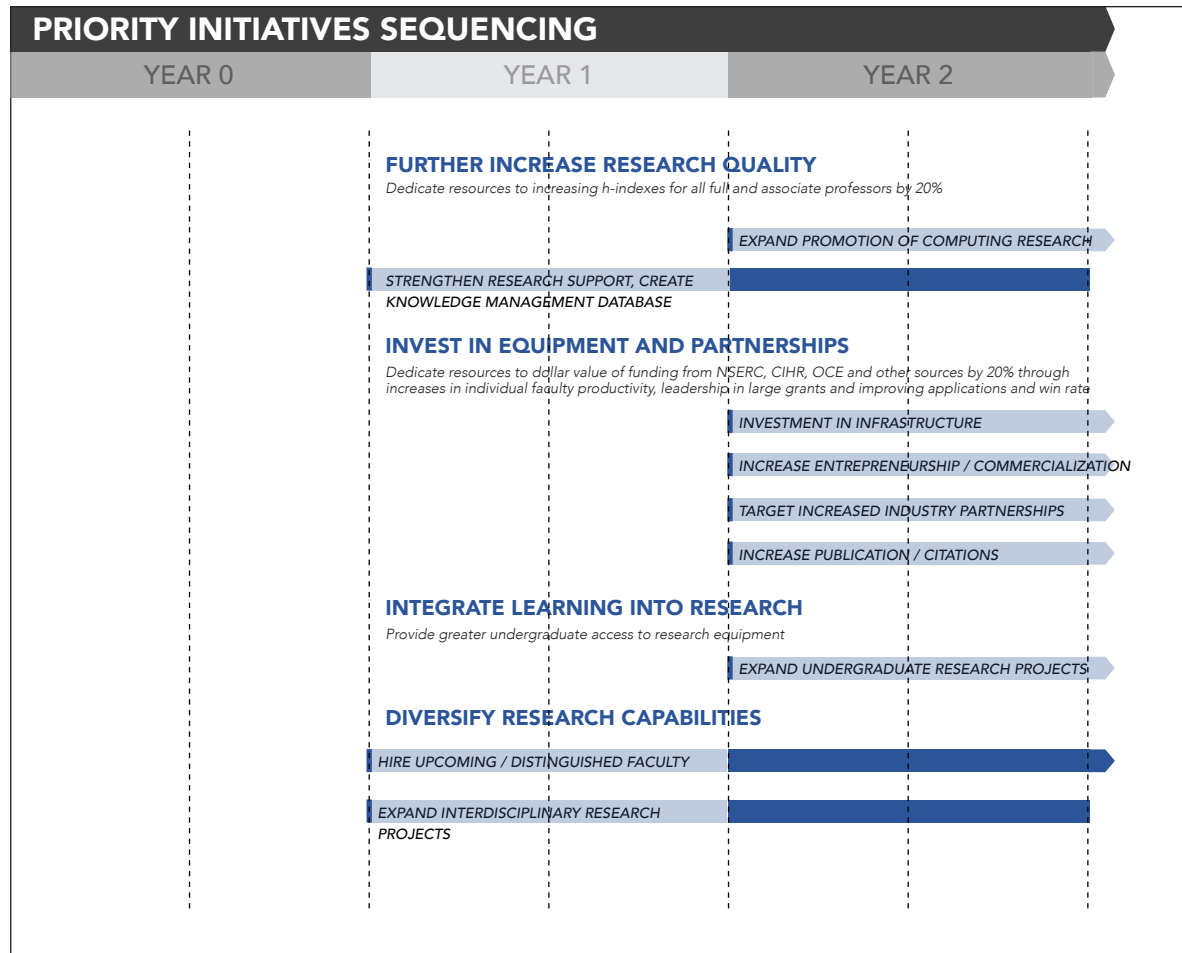 PRIORITY INITIATIVES SEQUENCING
YEAR 0
YEAR 1
YEAR 2
FURTHER INCREASE RESEARCH QUALITY
Dedicate resources to increasing h-indexes for all full and associate professors by 20%
EXPAND PROMOTION OF COMPUTING RESEARCH
STRENGTHEN RESEARCH SUPPORT, CREATE
KNOWLEDGE MANAGEMENT DATABASE
INVEST IN EQUIPMENT AND PARTNERSHIPS
Dedicate resources to dollar value of funding from NSERC, CIHR, OCE and other sources by 20% through
increases in individual faculty productivity, leadership in large grants and improving applications and win rate
INVESTMENT IN INFRASTRUCTURE
INCREASE ENTREPRENEURSHIP / COMMERCIALIZATION
TARGET INCREASED INDUSTRY PARTNERSHIPS
INCREASE PUBLICATION / CITATIONS
INTEGRATE LEARNING INTO RESEARCH
Provide greater undergraduate access to research equipment
EXPAND UNDERGRADUATE RESEARCH PROJECTS
DIVERSIFY RESEARCH CAPABILITIES
HIRE UPCOMING / DISTINGUISHED FACULTY
EXPAND INTERDISCIPLINARY RESEARCH
PROJECTS